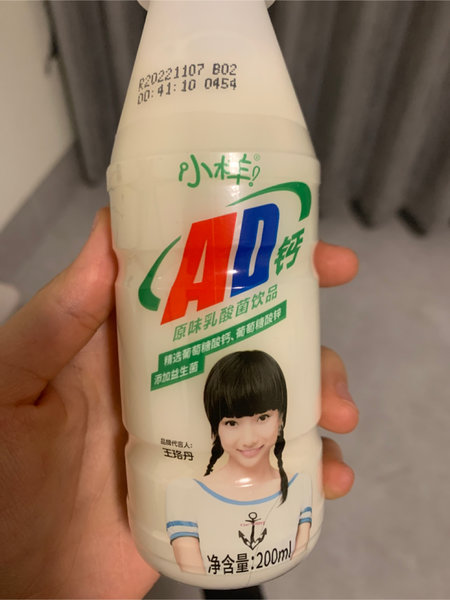 R20221107 B02
00:41:10 0454
小样!®
AD钙
原味乳酸菌饮品
精选葡萄糖酸钙、葡萄糖酸锌
添加益生菌
品牌代言人:
王珞丹
净含量:200ml